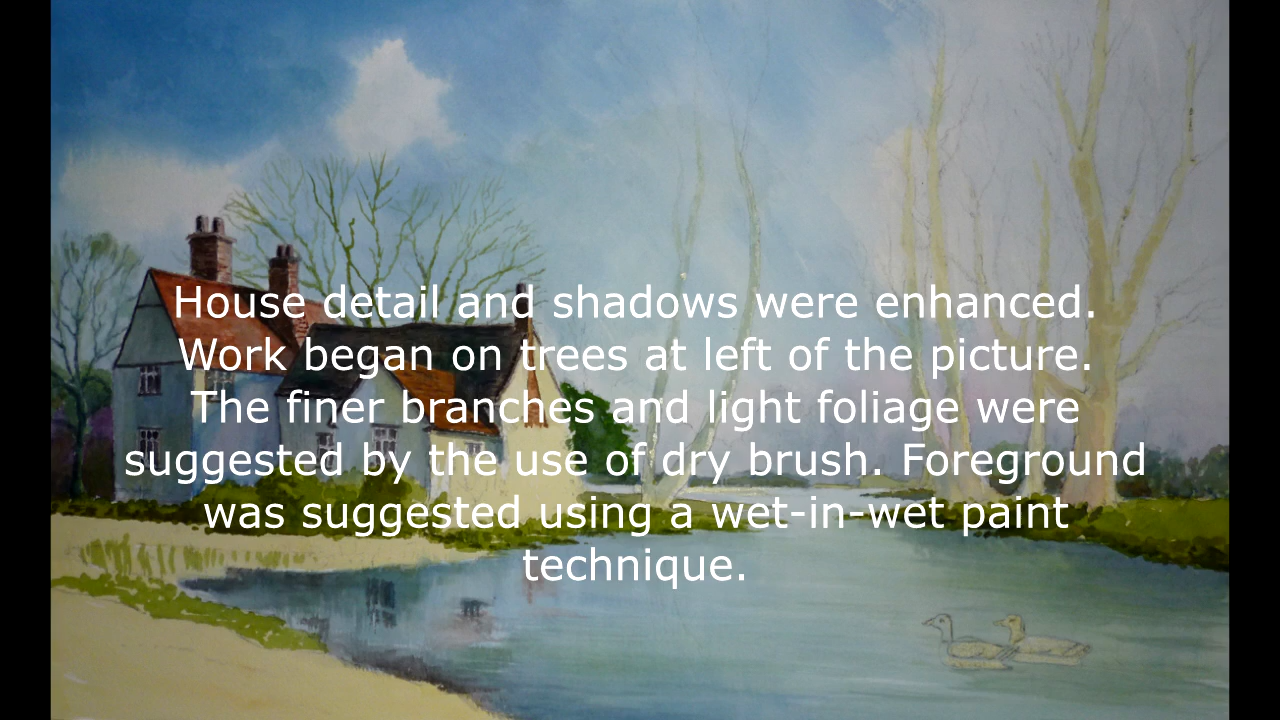 House detail and shadows were enhanced.
Work began on trees at left of the picture.
The finer branches and light foliage were
suggested by the use of dry brush. Foreground
was suggested using a wet-in-wet paint
technique.